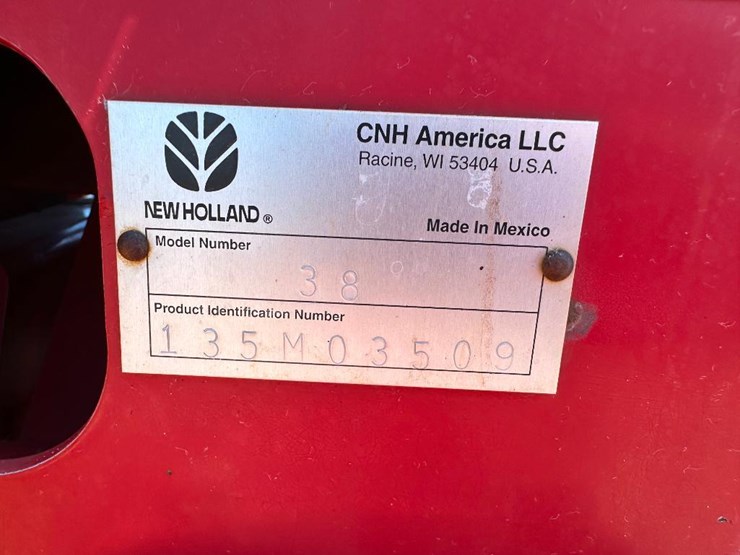 CNH America LLC
Racine, WI 53404 U.S.A.
NEW HOLLAND ®
Made In Mexico
Model Number
38
Product Identification Number
135M03509